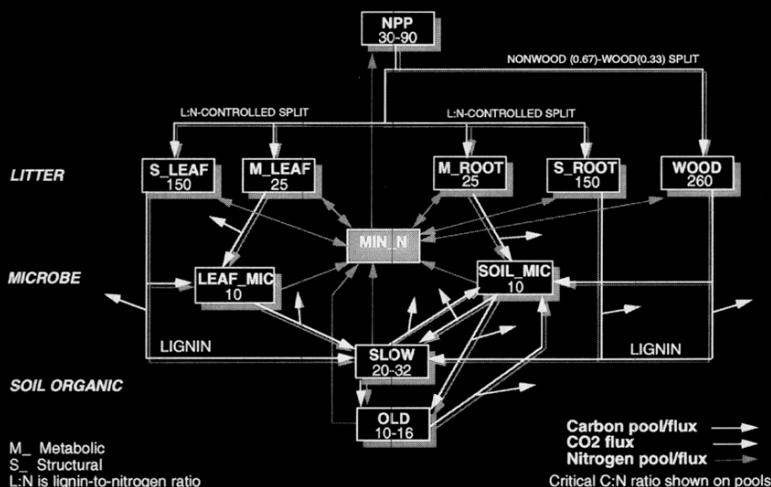 NPP
30-90
NONWOOD (0.67)-WOOD(0.33) SPLIT
L:N-CONTROLLED SPLIT
L:N-CONTROLLED SPLIT
LITTER
S_LEAF
150
M_LEAF
25
M_ROOT
25
S_ROOT
150
WOOD
260
MIN_N
MICROBE
LEAF_MIC
10
SOIL_MIC
10
LIGNIN
SLOW
20-32
LIGNIN
SOIL ORGANIC
OLD
10-16
M_ Metabolic
S_ Structural
L:N is lignin-to-nitrogen ratio
Carbon pool/flux
CO2 flux
Nitrogen pool/flux
Critical C:N ratio shown on pools